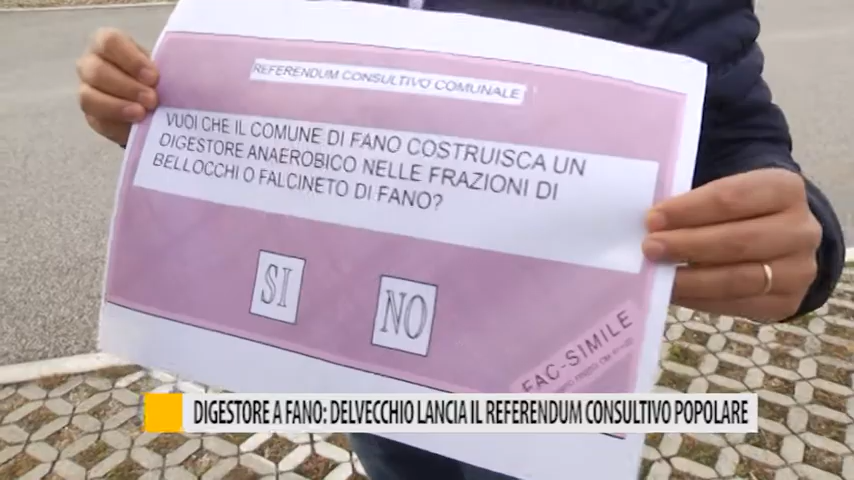 REFERENDUM CONSULTIVO COMUNALE
VUOI CHE IL COMUNE DI FANO COSTRUISCA UN
DIGESTORE ANAEROBICO NELLE FRAZIONI DI
BELLOCCHI O FALCINETO DI FANO?
SI
NO
FAC-SIMILE
DIGESTORE A FANO: DELVECCHIO LANCIA IL REFERENDUM CONSULTIVO POPOLARE